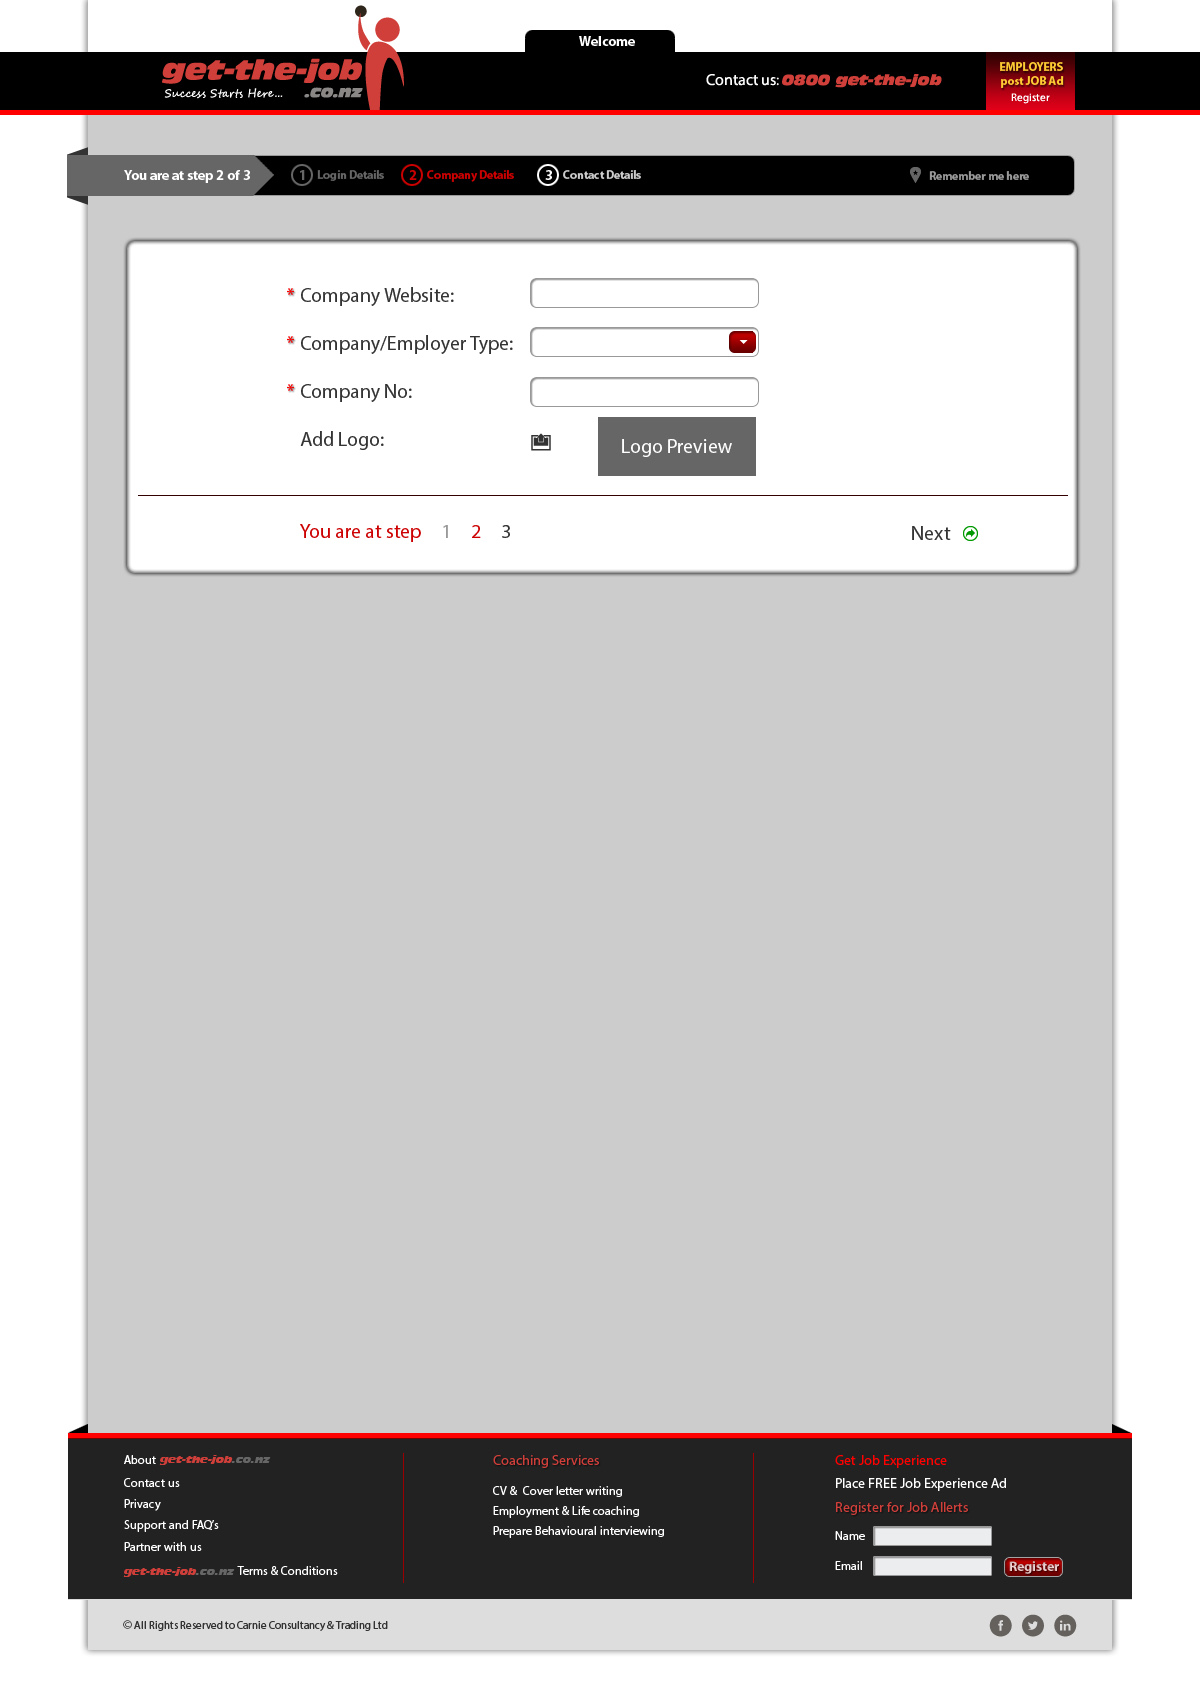 Welcome
get-the-job
.co.nz
Success Starts Here...
Contact us: 0800 get-the-job
EMPLOYERS
post JOB Ad
Register
You are at step 2 of 3
1 Login Details
2 Company Details
3 Contact Details
Remember me here
* Company Website:
* Company/Employer Type:
* Company No:
Add Logo:
Logo Preview
You are at step 1 2 3
Next
About get-the-job.co.nz
Contact us
Privacy
Support and FAQ's
Partner with us
get-the-job.co.nz Terms & Conditions
Coaching Services
CV & Cover letter writing
Employment & Life coaching
Prepare Behavioural interviewing
Get Job Experience
Place FREE Job Experience Ad
Register for Job Allerts
Name
Email
Register
© All Rights Reserved to Carnie Consultancy & Trading Ltd
f
in